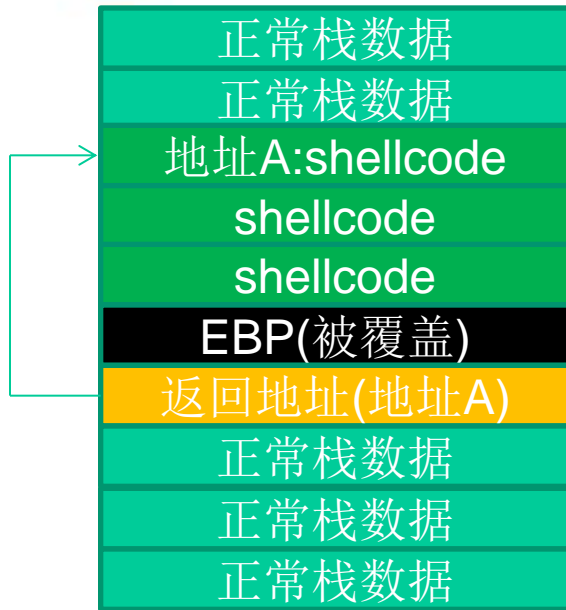 正常栈数据
正常栈数据
地址A:shellcode
shellcode
shellcode
EBP(被覆盖)
返回地址(地址A)
正常栈数据
正常栈数据
正常栈数据